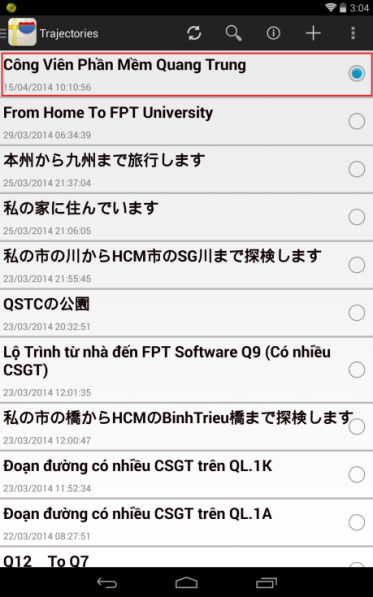 3:04
Trajectories
Công Viên Phần Mềm Quang Trung
15/04/2014 10:10:56
From Home To FPT University
29/03/2014 06:34:39
本州から九州まで旅行します
25/03/2014 21:37:04
私の家に住んでいます
25/03/2014 21:06:05
私の市の川からHCM市のSG川まで探検します
23/03/2014 21:55:45
QSTCの公園
23/03/2014 20:32:51
Lộ Trình từ nhà đến FPT Software Q9 (Có nhiều
CSGT)
23/03/2014 12:01:35
私の市の橋からHCMのBinhTrieu橋まで探検します
23/03/2014 12:00:47
Đoạn đường có nhiều CSGT trên QL.1K
23/03/2014 11:52:34
Đoạn đường có nhiều CSGT trên QL.1A
22/03/2014 08:27:51
Q12 To Q7